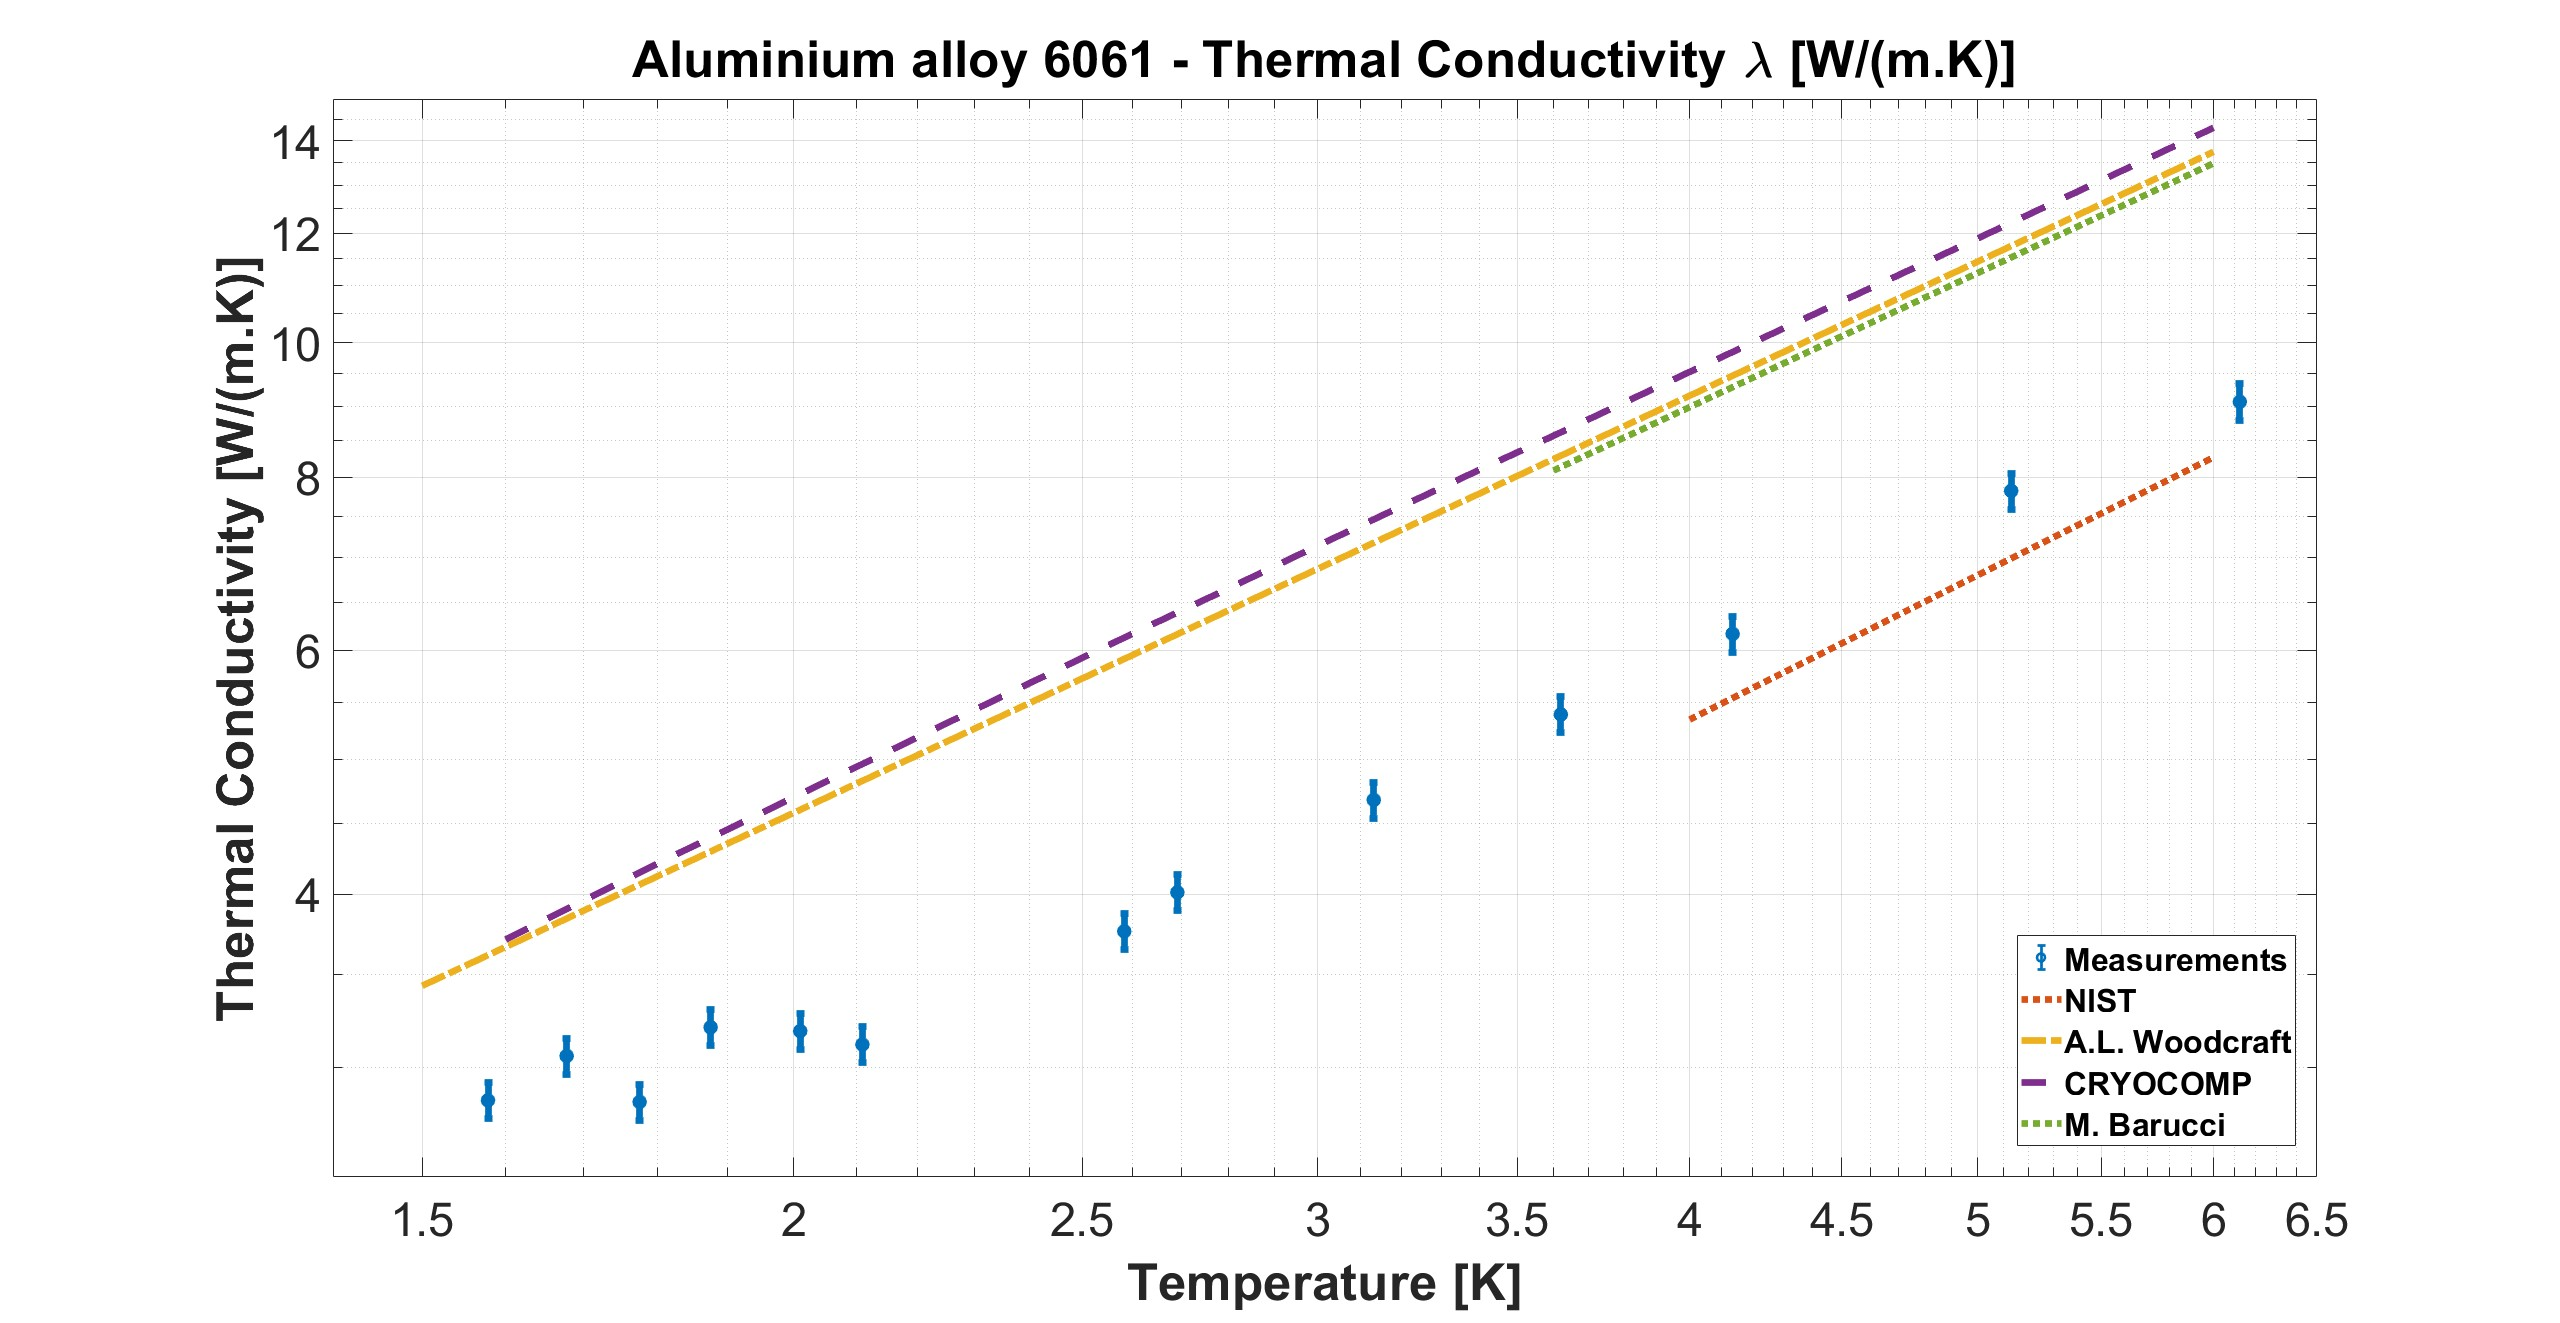 Aluminium alloy 6061 - Thermal Conductivity λ [W/(m.K)]
Thermal Conductivity [W/(m.K)]
14
12
10
8
6
4
Measurements
NIST
A.L. Woodcraft
CRYOCOMP
M. Barucci
1.5 2 2.5 3 3.5 4 4.5 5 5.5 6 6.5
Temperature [K]